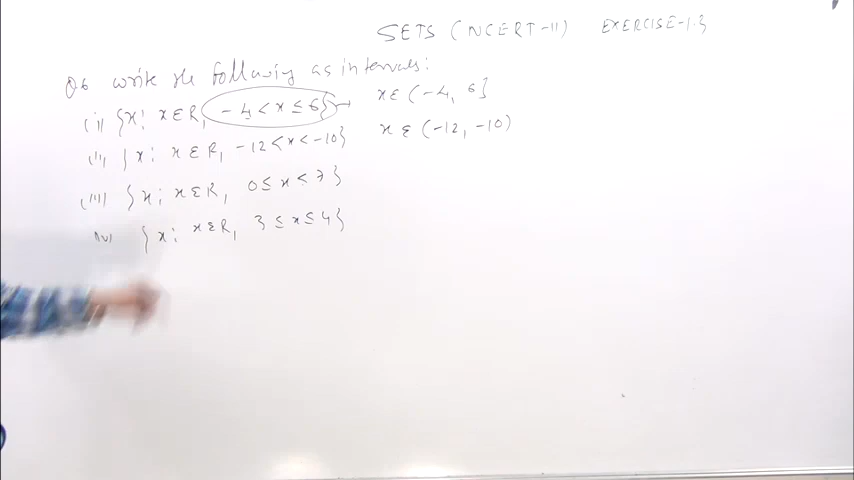 SETS (NCERT-11) EXERCISE-1.3
Q6 write the following as intervals:
(i) {x: x∈R, -4<x≤6} → x∈(-4, 6]
(ii) {x: x∈R, -12<x<-10} x∈(-12, -10)
(iii) {x: x∈R, 0≤x<7}
(iv) {x: x∈R, 3≤x≤4}